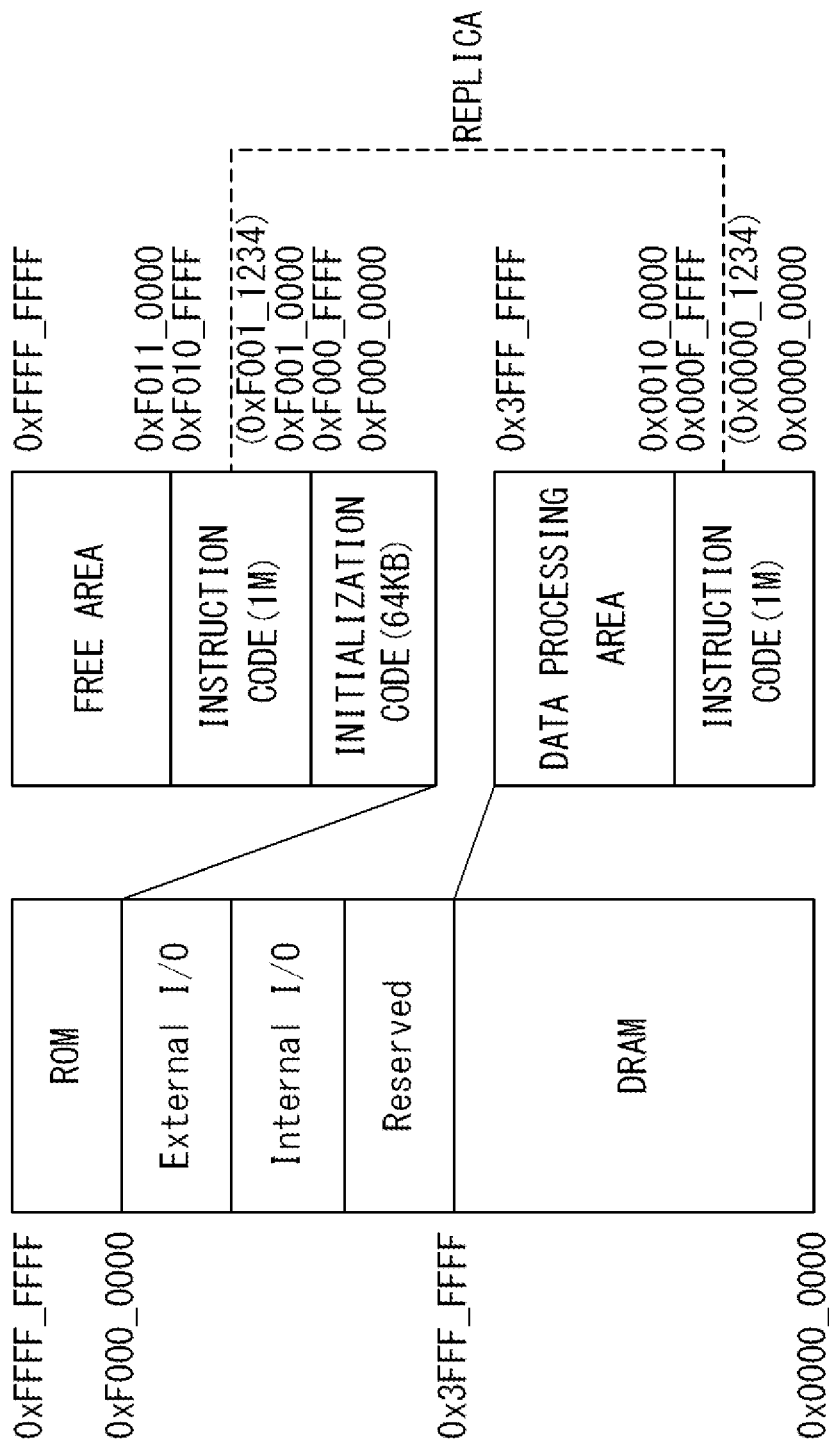 0xFFFF_FFFF
0xF000_0000
0x3FFF_FFFF
0x0000_0000
ROM
External I/O
Internal I/O
Reserved
DRAM
FREE AREA
INSTRUCTION
CODE(1M)
INITIALIZATION
CODE(64KB)
DATA PROCESSING
AREA
INSTRUCTION
CODE(1M)
0xFFFF_FFFF
0xF011_0000
0xF010_FFFF
(0xF001_1234)
0xF001_0000
0xF000_FFFF
0xF000_0000
0x3FFF_FFFF
0x0010_0000
0x000F_FFFF
(0x0000_1234)
0x0000_0000
REPLICA